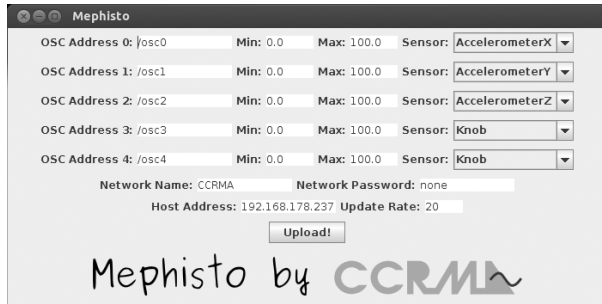 Mephisto
OSC Address 0: /osc0 Min: 0.0 Max: 100.0 Sensor: AccelerometerX
OSC Address 1: /osc1 Min: 0.0 Max: 100.0 Sensor: AccelerometerY
OSC Address 2: /osc2 Min: 0.0 Max: 100.0 Sensor: AccelerometerZ
OSC Address 3: /osc3 Min: 0.0 Max: 100.0 Sensor: Knob
OSC Address 4: /osc4 Min: 0.0 Max: 100.0 Sensor: Knob
Network Name: CCRMA Network Password: none
Host Address: 192.168.178.237 Update Rate: 20
Upload!
Mephisto by CCRMA